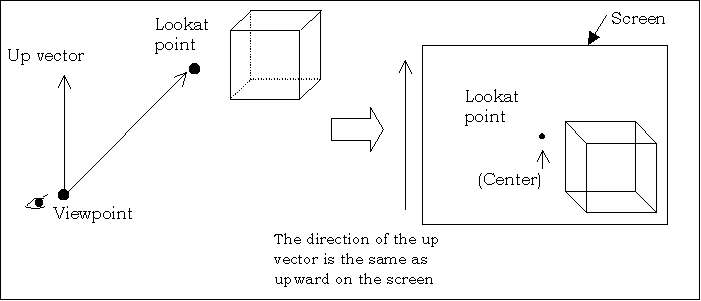 Lookat
point
Up vector
Viewpoint
Screen
Lookat
point
(Center)
The direction of the up
vector is the same as
upward on the screen